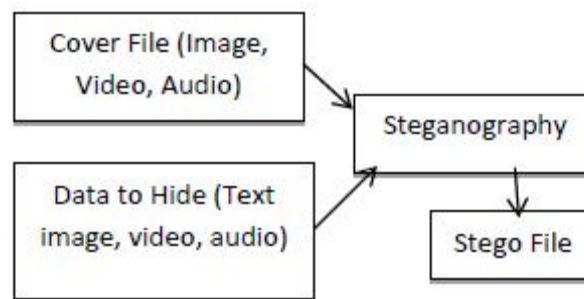 Cover File (Image,
Video, Audio)
Steganography
Data to Hide (Text
image, video, audio)
Stego File